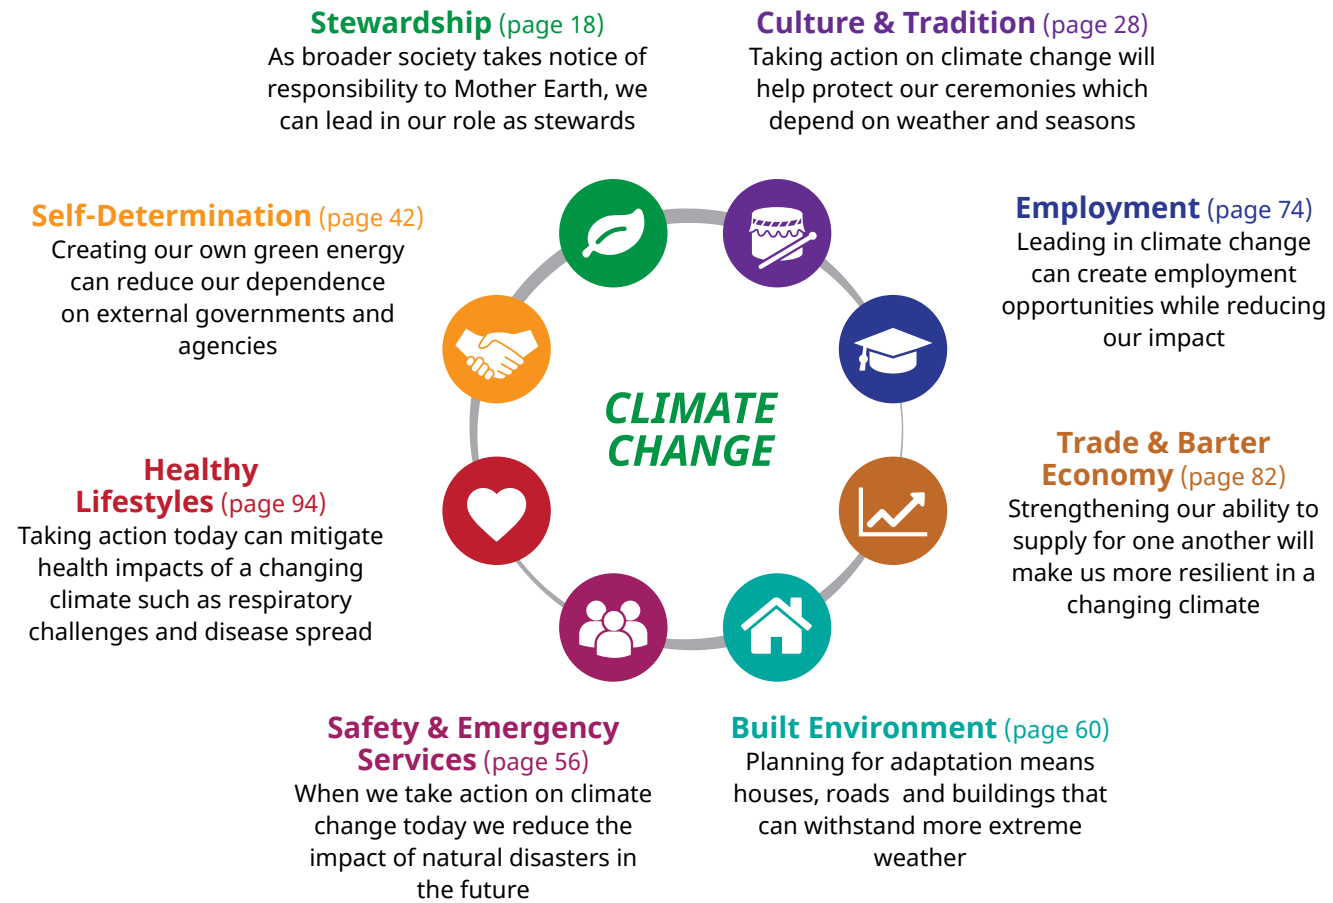 Stewardship (page 18)
As broader society takes notice of
responsibility to Mother Earth, we
can lead in our role as stewards
Culture & Tradition (page 28)
Taking action on climate change will
help protect our ceremonies which
depend on weather and seasons
Self-Determination (page 42)
Creating our own green energy
can reduce our dependence
on external governments and
agencies
Employment (page 74)
Leading in climate change
can create employment
opportunities while reducing
our impact
CLIMATE
CHANGE
Healthy
Lifestyles (page 94)
Taking action today can mitigate
health impacts of a changing
climate such as respiratory
challenges and disease spread
Trade & Barter
Economy (page 82)
Strengthening our ability to
supply for one another will
make us more resilient in a
changing climate
Safety & Emergency
Services (page 56)
When we take action on climate
change today we reduce the
impact of natural disasters in
the future
Built Environment (page 60)
Planning for adaptation means
houses, roads  and buildings that
can withstand more extreme
weather